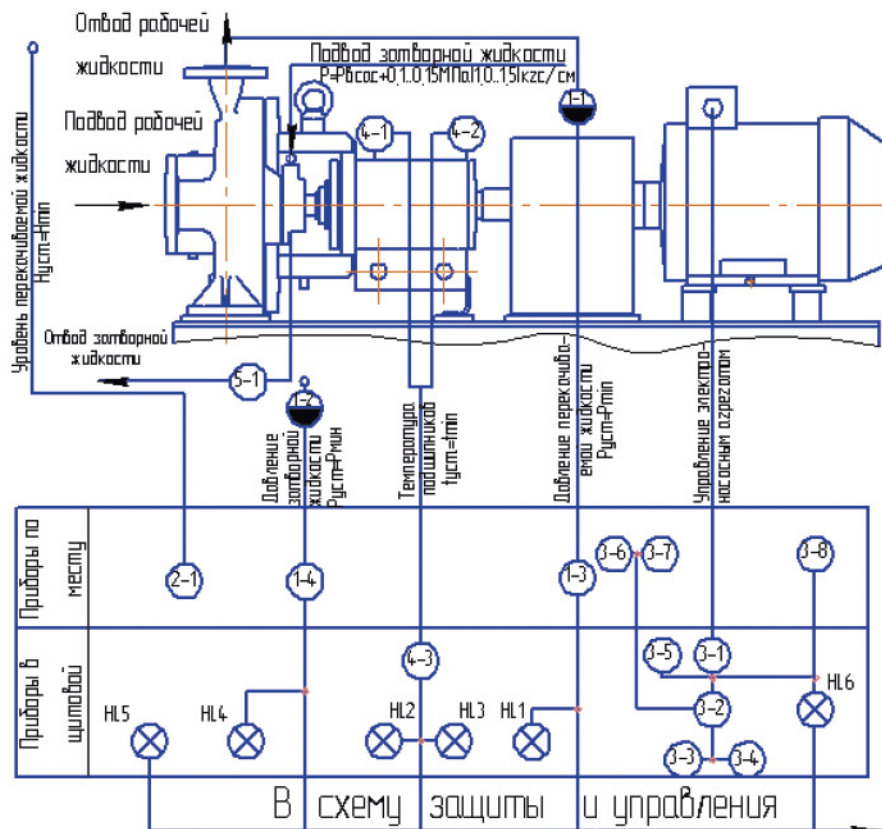 Отвод рабочей
жидкости
Подвод затворной жидкости
Р=Рвсас+0,1..0,15МПа(1,0..1,5)кгс/см
1-1
4-1
4-2
Подвод рабочей
жидкости
Уровень перекачиваемой жидкости
Нуст.=Hmin
Отвод затворной
жидкости
5-1
1-2
Давление
затворной
жидкости
Руст=Рмин
Температура
подшипников
tуст.=tmin
Давление перекачива-
емой жидкости
Руст=Pmin
Управление электро-
насосным агрегатом
Приборы по
месту
2-1
1-4
1-3
3-6
3-7
3-8
Приборы в
щитовой
4-3
3-5
3-1
3-2
3-3
3-4
HL5
HL4
HL2
HL3
HL1
HL6
В схему защиты и управления